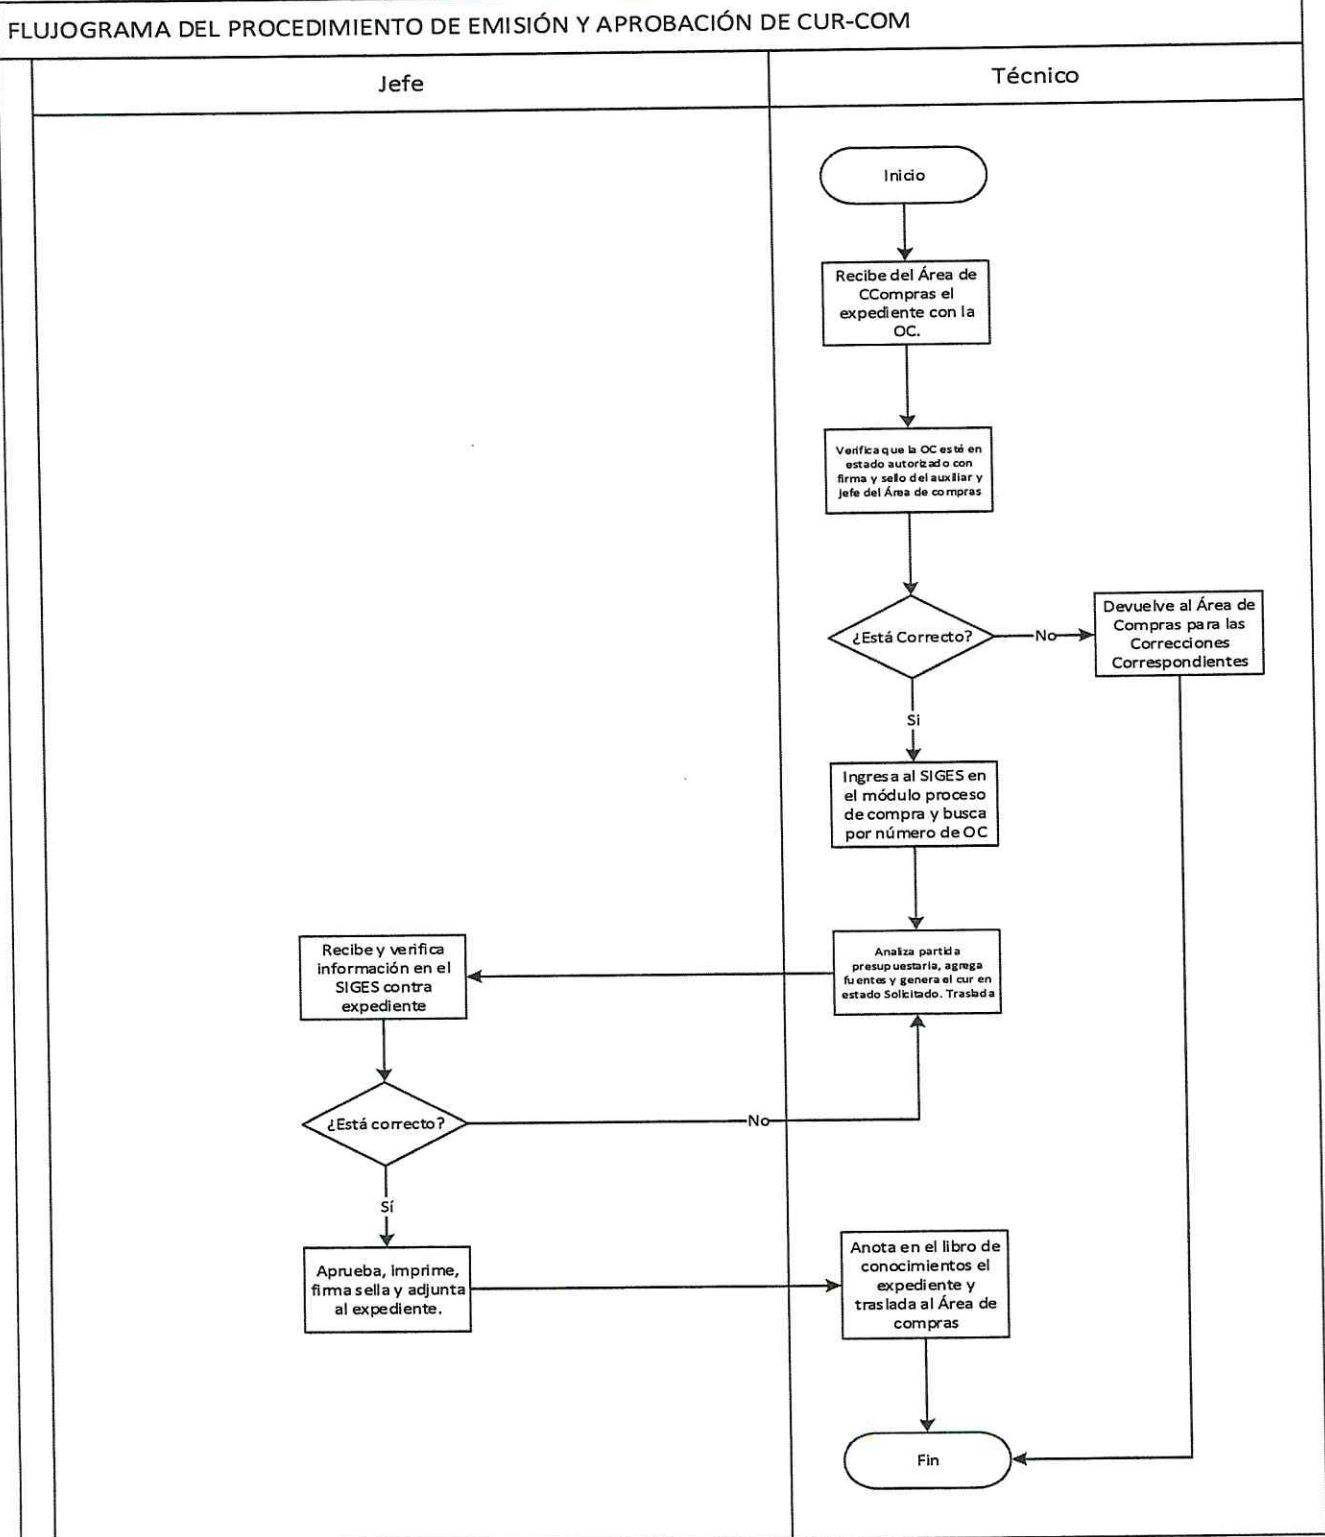 FLUJOGRAMA DEL PROCEDIMIENTO DE EMISIÓN Y APROBACIÓN DE CUR-COM
Jefe
Técnico
Inicio
Recibe del Área de
CCompras el
expediente con la
OC.
Verifica que la OC esté en
estado autorizado con
firma y sello del auxiliar y
jefe del Área de compras
¿Está Correcto?
No
Devuelve al Área de
Compras para las
Correcciones
Correspondientes
Si
Ingresa al SIGES en
el módulo proceso
de compra y busca
por número de OC
Analiza partida
presupuestaria, agrega
fuentes y genera el cur en
estado Solicitado. Traslada
Recibe y verifica
información en el
SIGES contra
expediente
¿Está correcto?
No
Sí
Aprueba, imprime,
firma sella y adjunta
al expediente.
Anota en el libro de
conocimientos el
expediente y
traslada al Área de
compras
Fin